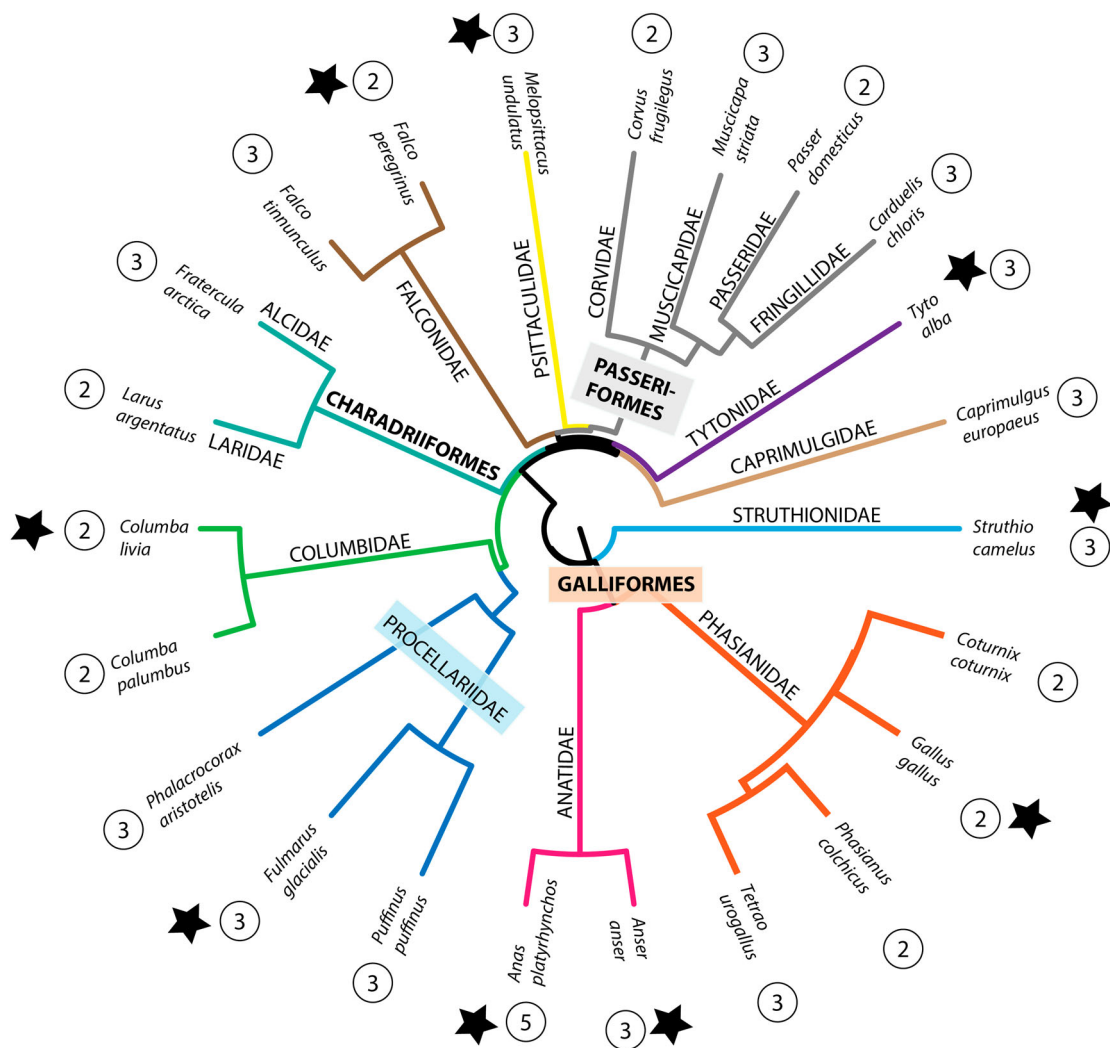 3
Melopsittacus
undulatus
2
Corvus
frugilegus
3
Muscicapa
striata
2
Passer
domesticus
3
Carduelis
chloris
3
Tyto
alba
3
Caprimulgus
europaeus
Struthio
camelus
3
Coturnix
coturnix
2
Gallus
gallus
2
Phasianus
colchicus
2
Tetrao
urogallus
3
Anser
anser
3
Anas
platyrhynchos
5
Puffinus
puffinus
3
Fulmarus
glacialis
3
Phalacrocorax
aristotelis
3
Columba
palumbus
2
Columba
livia
2
Larus
argentatus
2
Fratercula
arctica
3
Falco
tinnunculus
3
Falco
peregrinus
2
PSITTACULIDAE
CORVIDAE
MUSCICAPIDAE
PASSERIDAE
FRINGILLIDAE
PASSERI-
FORMES
TYTONIDAE
CAPRIMULGIDAE
STRUTHIONIDAE
GALLIFORMES
PHASIANIDAE
ANATIDAE
PROCELLARIIDAE
COLUMBIDAE
LARIDAE
ALCIDAE
CHARADRIIFORMES
FALCONIDAE